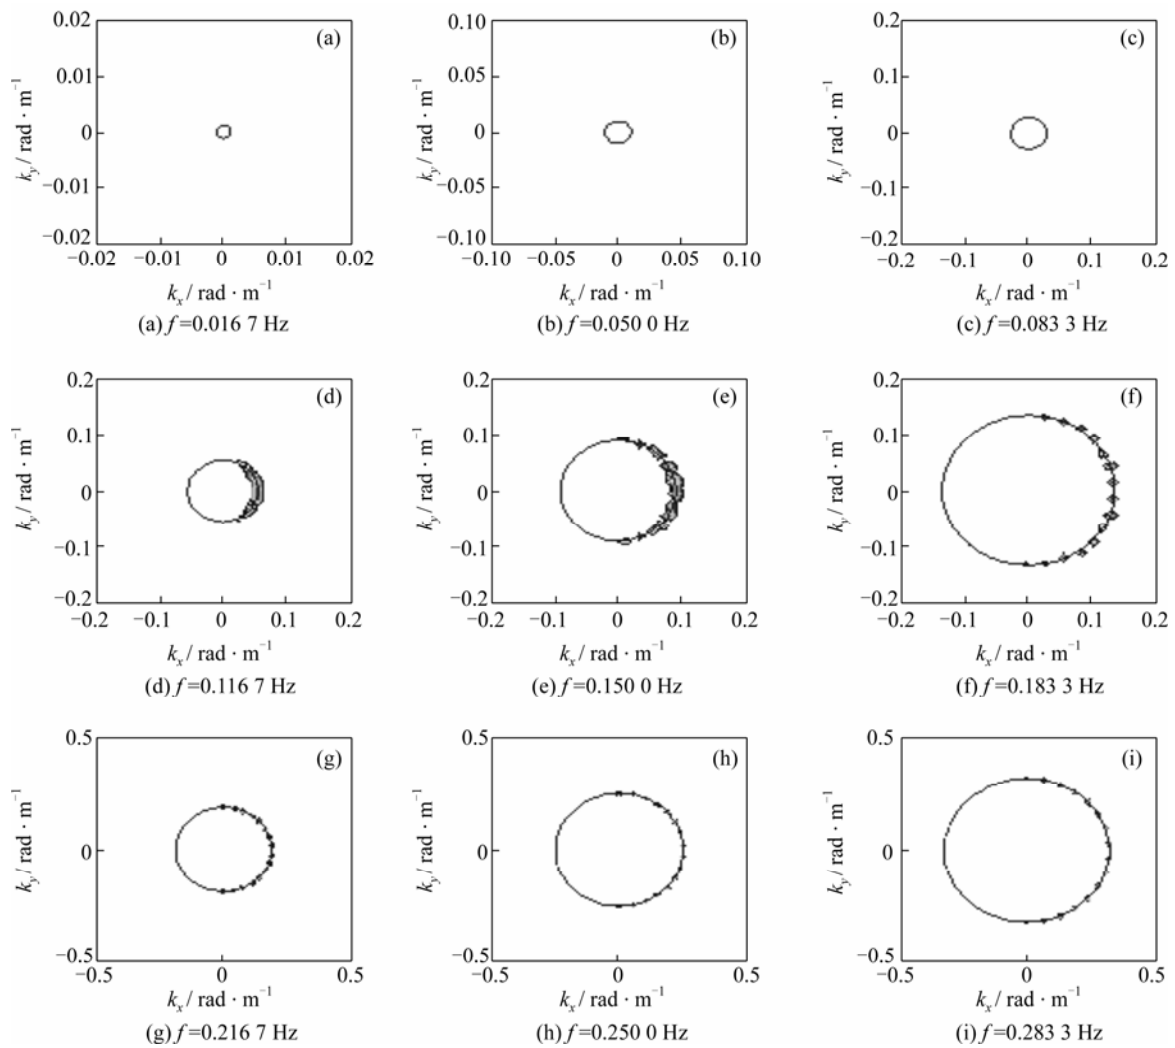 0.02
0.01
0
−0.01
−0.02
k_y / rad · m⁻¹
(a)
−0.02 −0.01 0 0.01 0.02
k_x / rad · m⁻¹
(a) f=0.016 7 Hz
0.10
0.05
0
−0.05
−0.10
k_y / rad · m⁻¹
(b)
−0.10 −0.05 0 0.05 0.10
k_x / rad · m⁻¹
(b) f=0.050 0 Hz
0.2
0.1
0
−0.1
−0.2
k_y / rad · m⁻¹
(c)
−0.2 −0.1 0 0.1 0.2
k_x / rad · m⁻¹
(c) f=0.083 3 Hz
0.2
0.1
0
−0.1
−0.2
k_y / rad · m⁻¹
(d)
−0.2 −0.1 0 0.1 0.2
k_x / rad · m⁻¹
(d) f=0.116 7 Hz
0.2
0.1
0
−0.1
−0.2
k_y / rad · m⁻¹
(e)
−0.2 −0.1 0 0.1 0.2
k_x / rad · m⁻¹
(e) f=0.150 0 Hz
0.2
0.1
0
−0.1
−0.2
k_y / rad · m⁻¹
(f)
−0.2 −0.1 0 0.1 0.2
k_x / rad · m⁻¹
(f) f=0.183 3 Hz
0.5
0
−0.5
k_y / rad · m⁻¹
(g)
−0.5 0 0.5
k_x / rad · m⁻¹
(g) f=0.216 7 Hz
0.5
0
−0.5
k_y / rad · m⁻¹
(h)
−0.5 0 0.5
k_x / rad · m⁻¹
(h) f=0.250 0 Hz
0.5
0
−0.5
k_y / rad · m⁻¹
(i)
−0.5 0 0.5
k_x / rad · m⁻¹
(i) f=0.283 3 Hz